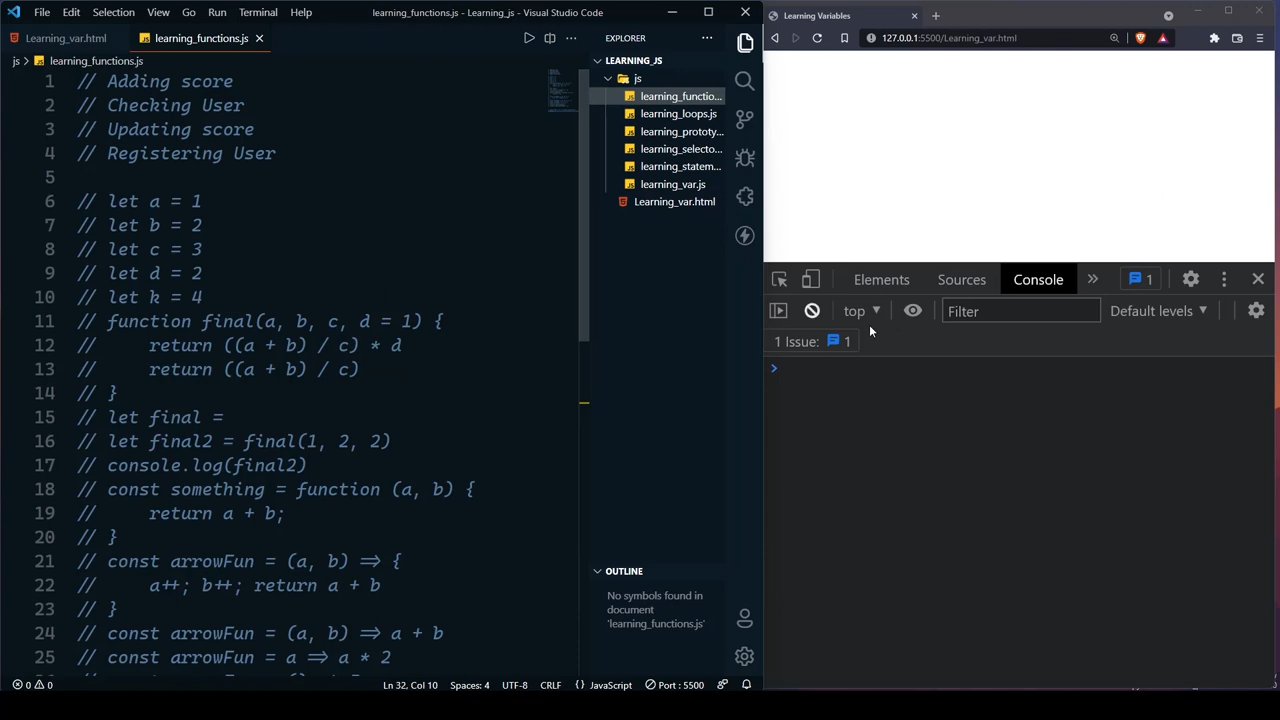 File Edit Selection View Go Run Terminal Help learning_functions.js - Learning_js - Visual Studio Code
Learning_var.html learning_functions.js
js > learning_functions.js
1 // Adding score
2 // Checking User
3 // Updating score
4 // Registering User
5
6 // let a = 1
7 // let b = 2
8 // let c = 3
9 // let d = 2
10 // let k = 4
11 // function final(a, b, c, d = 1) {
12 // return ((a + b) / c) * d
13 // return ((a + b) / c)
14 // }
15 // let final =
16 // let final2 = final(1, 2, 2)
17 // console.log(final2)
18 // const something = function (a, b) {
19 // return a + b;
20 // }
21 // const arrowFun = (a, b) => {
22 // a++; b++; return a + b
23 // }
24 // const arrowFun = (a, b) => a + b
25 // const arrowFun = a => a * 2
EXPLORER
LEARNING_JS
js
learning_functio...
learning_loops.js
learning_prototy...
learning_selecto...
learning_statem...
learning_var.js
Learning_var.html
OUTLINE
No symbols found in
document
'learning_functions.js'
0 0 Ln 32, Col 10 Spaces: 4 UTF-8 CRLF {} JavaScript Port : 5500
Learning Variables
127.0.0.1:5500/Learning_var.html
Elements Sources Console 1
top Filter Default levels
1 Issue: 1